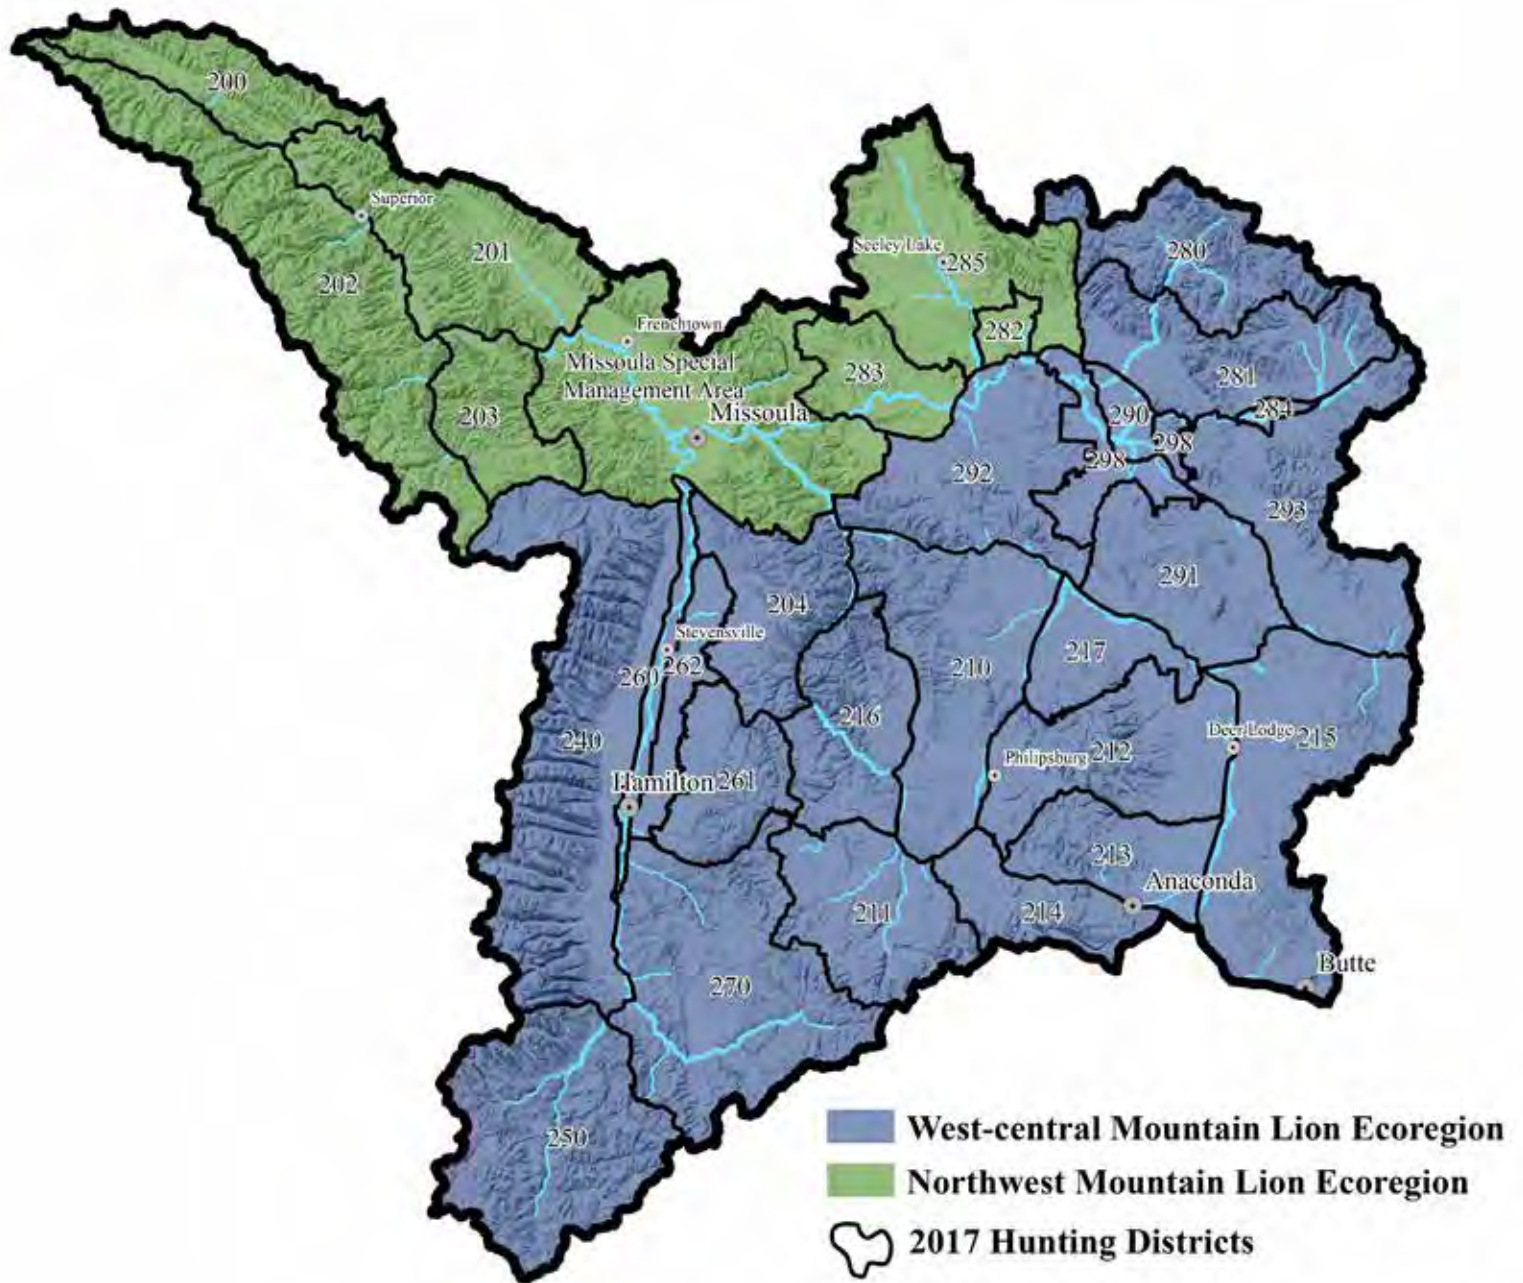 200
Superior
201
202
Seeley Lake
285
280
Frenchtown
282
Missoula Special
Management Area
283
281
203
Missoula
290
284
298
298
292
293
291
204
Stevensville
260
262
210
217
216
240
Deer Lodge
215
Philipsburg
212
Hamilton
261
213
Anaconda
211
214
Butte
270
250
West-central Mountain Lion Ecoregion
Northwest Mountain Lion Ecoregion
2017 Hunting Districts